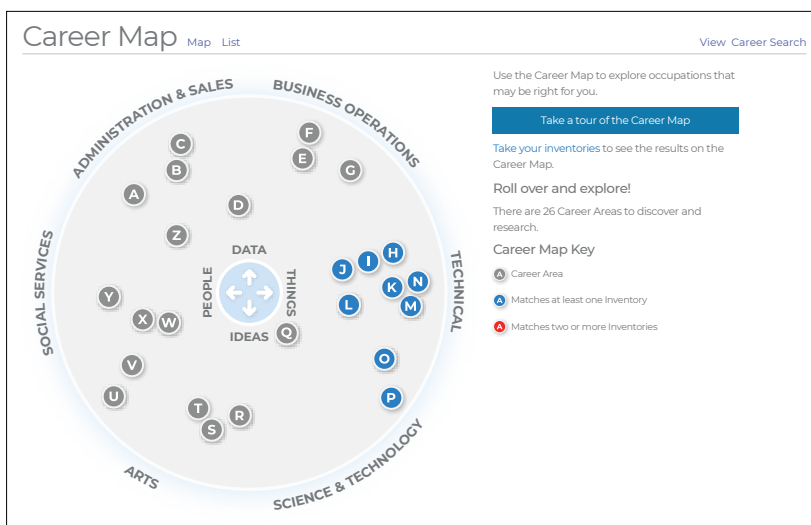 Career Map Map List
View Career Search
Use the Career Map to explore occupations that
may be right for you.
Take a tour of the Career Map
Take your inventories to see the results on the
Career Map.
Roll over and explore!
There are 26 Career Areas to discover and
research.
Career Map Key
A Career Area
A Matches at least one Inventory
A Matches two or more Inventories
ADMINISTRATION & SALES
BUSINESS OPERATIONS
TECHNICAL
SCIENCE & TECHNOLOGY
ARTS
SOCIAL SERVICES
DATA
THINGS
IDEAS
PEOPLE
A
B
C
D
E
F
G
H
I
J
K
L
M
N
O
P
Q
R
S
T
U
V
W
X
Y
Z